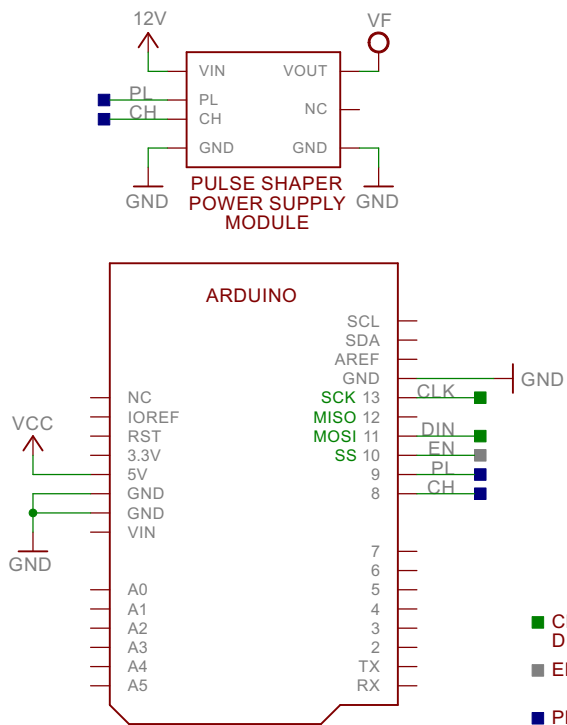 12V
VF
VIN
VOUT
PL
PL
NC
CH
CH
GND
GND
GND
GND
PULSE SHAPER
POWER SUPPLY
MODULE
ARDUINO
SCL
SDA
AREF
GND
GND
NC
SCK 13
CLK
IOREF
MISO 12
VCC
RST
MOSI 11
DIN
3.3V
SS 10
EN
5V
9
PL
GND
8
CH
GND
VIN
GND
7
6
A0
5
A1
4
A2
3
A3
2
A4
TX
A5
RX